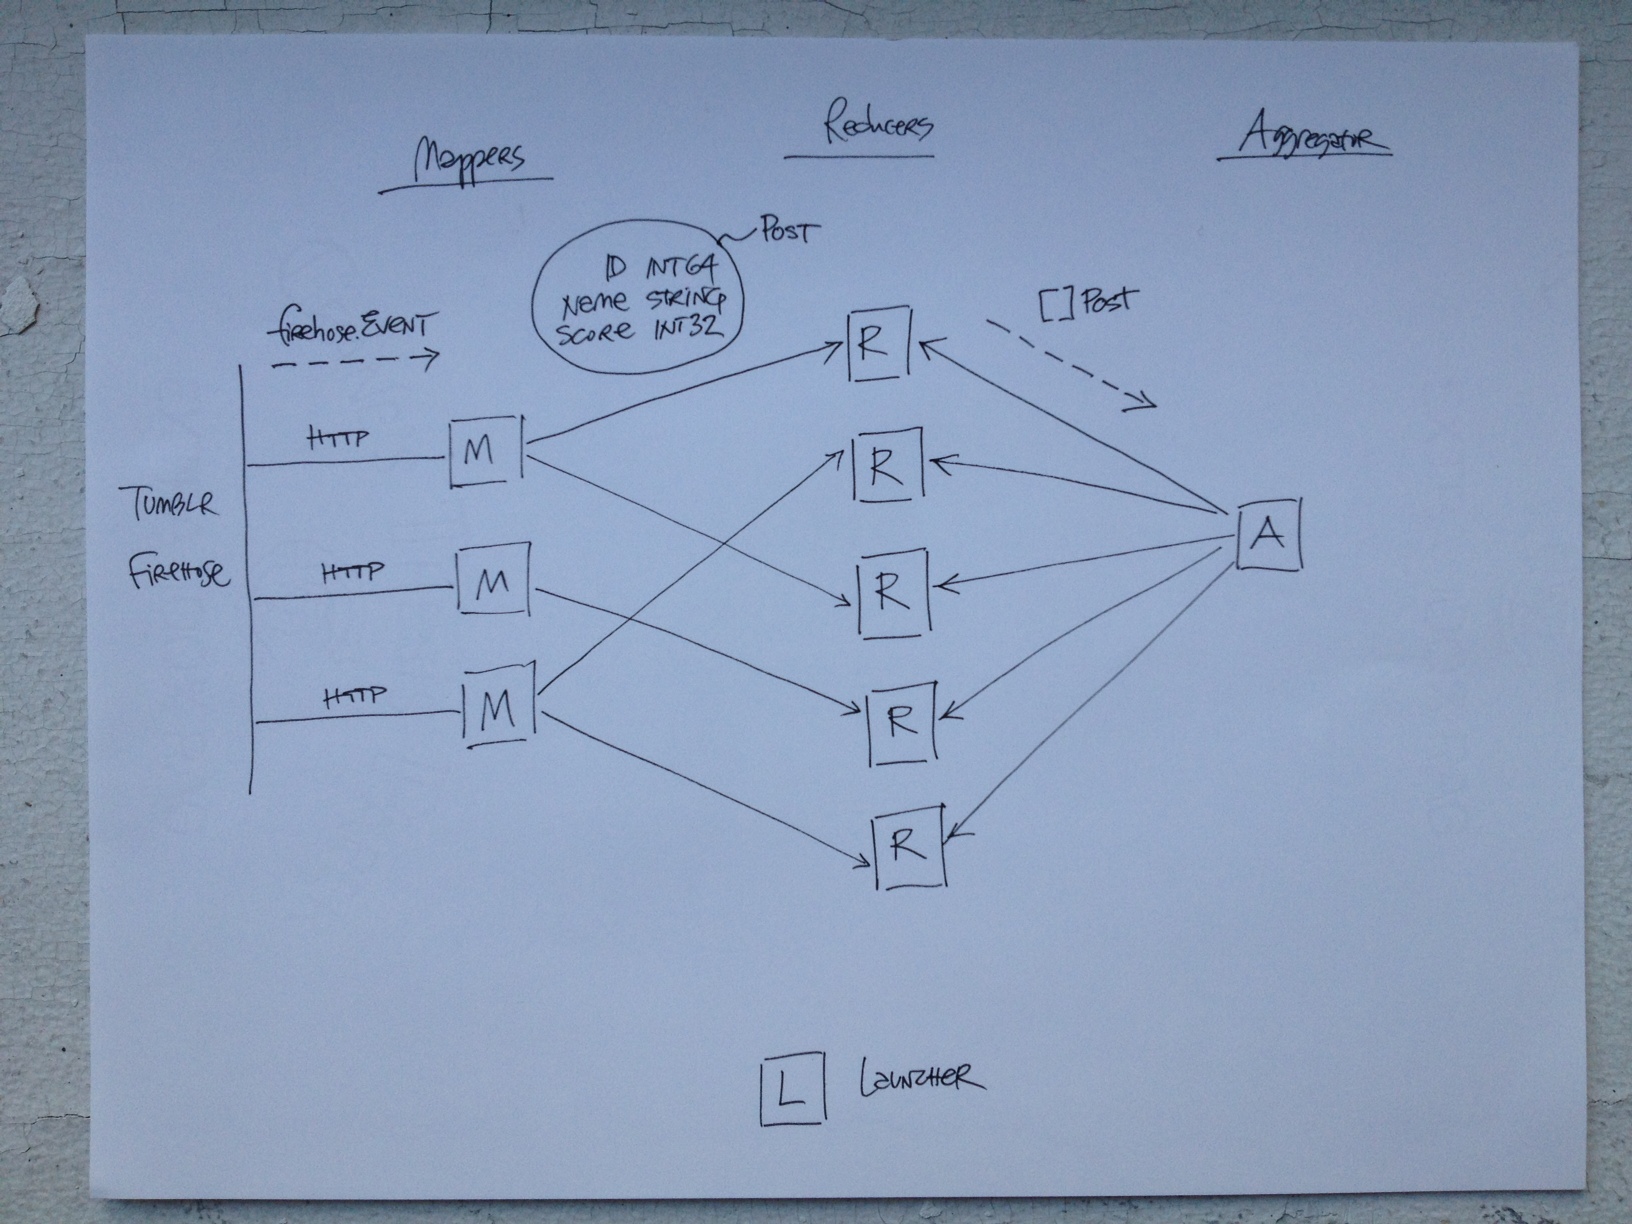 Mappers
Reducers
Aggregator
Post
ID INT64
Name STRING
Score INT32
firehose.EVENT
[]Post
HTTP
M
R
R
Tumblr
Firehose
HTTP
M
R
A
HTTP
M
R
R
L Launcher